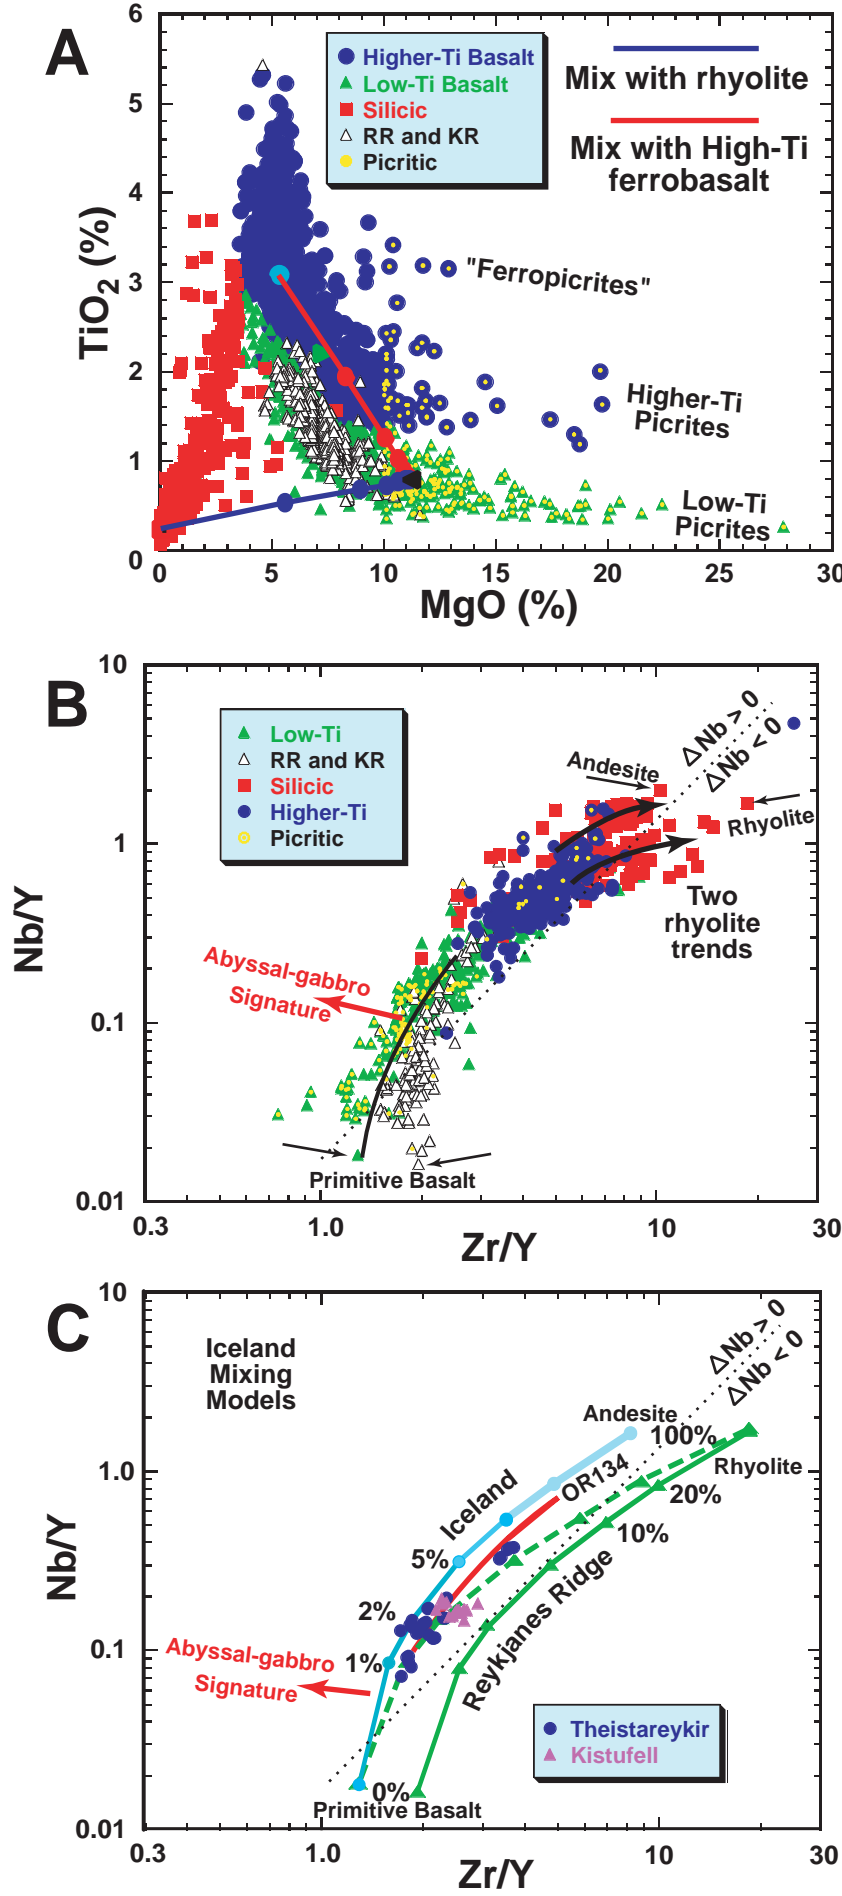 A
Higher-Ti Basalt
Low-Ti Basalt
Silicic
RR and KR
Picritic
Mix with rhyolite
Mix with High-Ti
ferrobasalt
"Ferropicrites"
Higher-Ti
Picrites
Low-Ti
Picrites
TiO2 (%)
6
5
4
3
2
1
0
0
5
10
15
20
25
30
MgO (%)
B
Low-Ti
RR and KR
Silicic
Higher-Ti
Picritic
ΔNb > 0
ΔNb < 0
Andesite
Rhyolite
Two
rhyolite
trends
Abyssal-gabbro
Signature
Primitive Basalt
Nb/Y
10
1
0.1
0.01
0.3
1.0
10
30
Zr/Y
C
Iceland
Mixing
Models
ΔNb > 0
ΔNb < 0
Andesite
100%
Rhyolite
OR134
20%
10%
Iceland
5%
2%
1%
0%
Reykjanes Ridge
Abyssal-gabbro
Signature
Theistareykir
Kistufell
Primitive Basalt
Nb/Y
10
1.0
0.1
0.01
0.3
1.0
10
30
Zr/Y